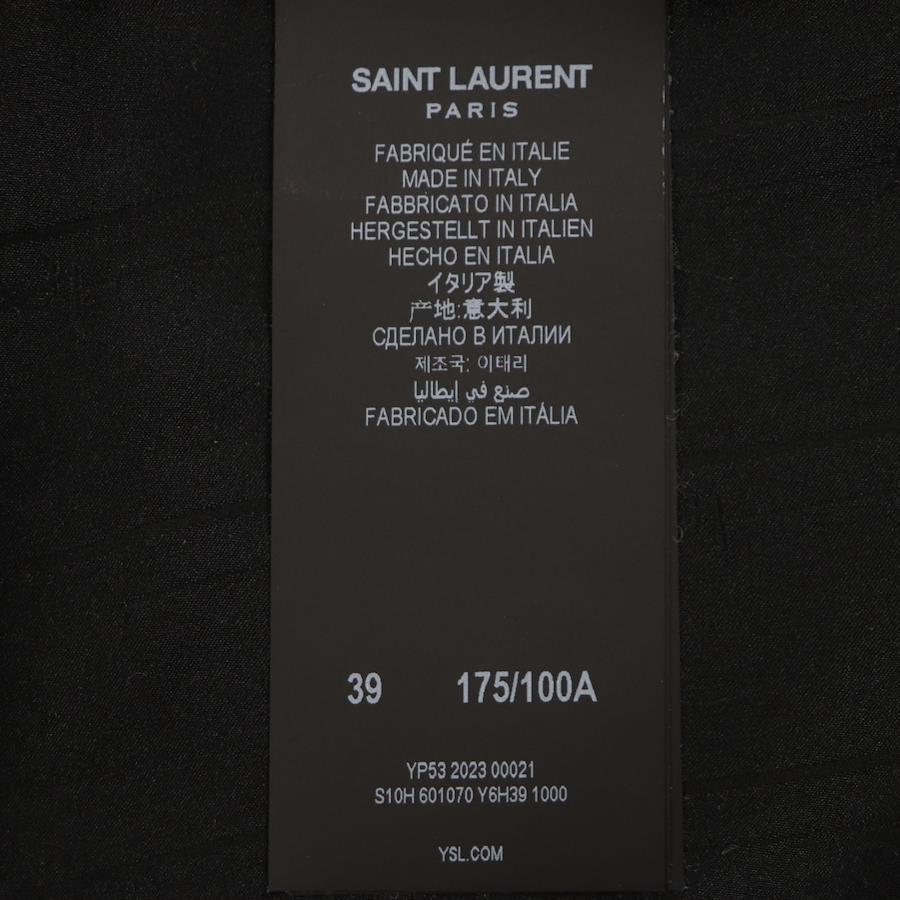 SAINT LAURENT
PARIS
FABRIQUÉ EN ITALIE
MADE IN ITALY
FABBRICATO IN ITALIA
HERGESTELLT IN ITALIEN
HECHO EN ITALIA
イタリア製
产地:意大利
СДЕЛАНО В ИТАЛИИ
제조국: 이태리
صنع في إيطاليا
FABRICADO EM ITÁLIA
39 175/100A
YP53 2023 00021
S10H 601070 Y6H39 1000
YSL.COM